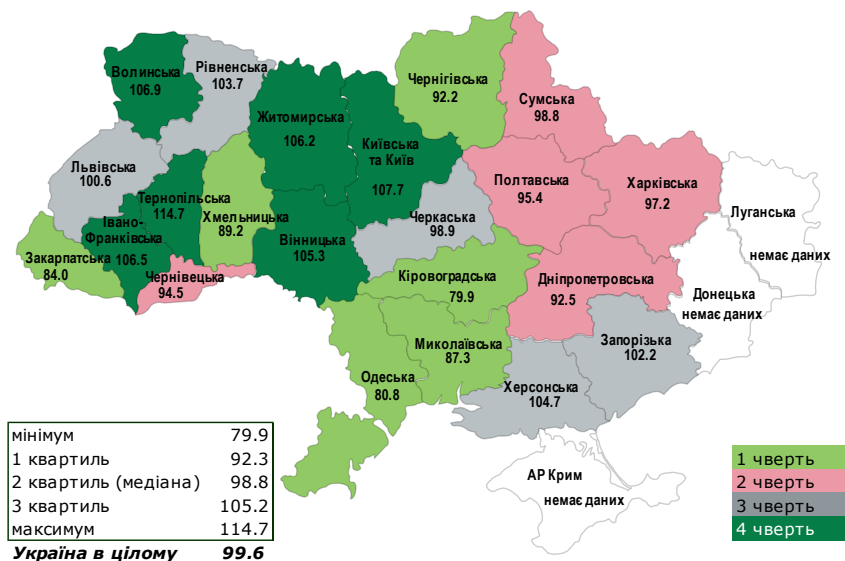 Волинська
106.9
Рівненська
103.7
Житомирська
106.2
Київська
та Київ
107.7
Чернігівська
92.2
Сумська
98.8
Львівська
100.6
Тернопільська
114.7
Хмельницька
89.2
Вінницька
105.3
Черкаська
98.9
Полтавська
95.4
Харківська
97.2
Луганська
немає даних
Закарпатська
84.0
Івано-
Франківська
106.5
Чернівецька
94.5
Кіровоградська
79.9
Дніпропетровська
92.5
Донецька
немає даних
Одеська
80.8
Миколаївська
87.3
Херсонська
104.7
Запорізька
102.2
АР Крим
немає даних
мінімум 79.9
1 квартиль 92.3
2 квартиль (медіана) 98.8
3 квартиль 105.2
максимум 114.7
Україна в цілому 99.6
1 чверть
2 чверть
3 чверть
4 чверть